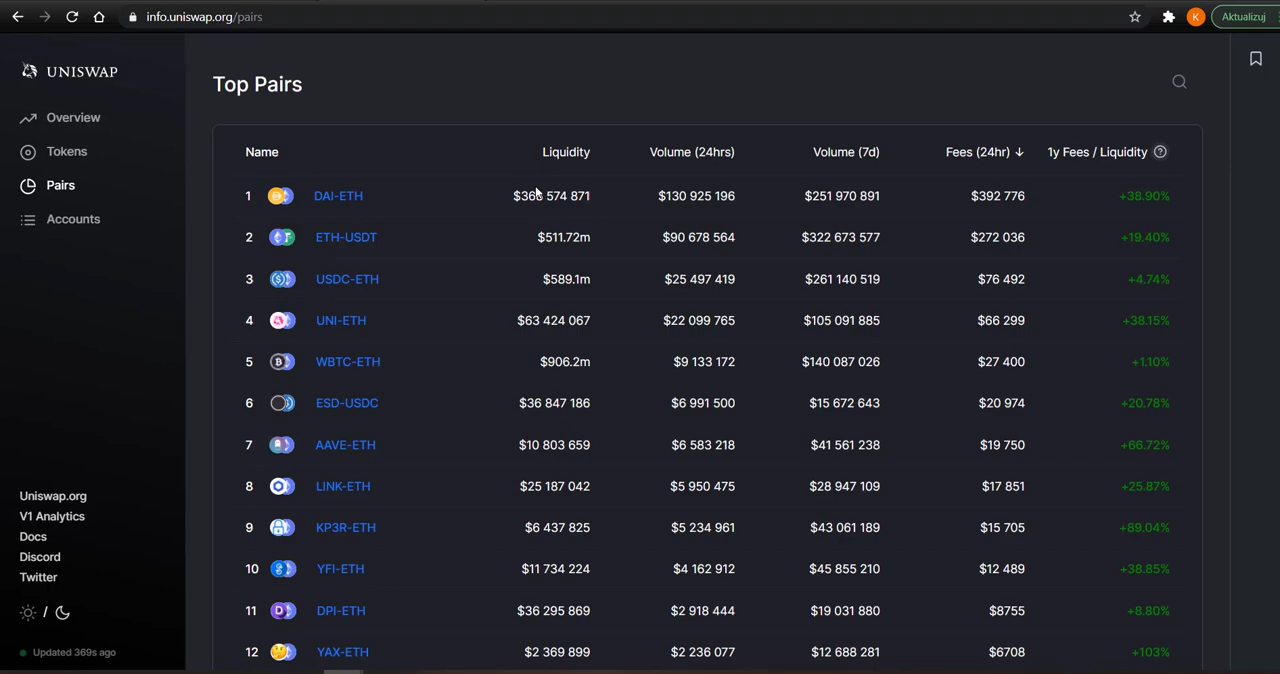 info.uniswap.org/pairs
K
Aktualizuj
UNISWAP
Overview
Tokens
Pairs
Accounts
Top Pairs
Name Liquidity Volume (24hrs) Volume (7d) Fees (24hr) ↓ 1y Fees / Liquidity ?
1 DAI-ETH $366 574 871 $130 925 196 $251 970 891 $392 776 +38.90%
2 ETH-USDT $511.72m $90 678 564 $322 673 577 $272 036 +19.40%
3 USDC-ETH $589.1m $25 497 419 $261 140 519 $76 492 +4.74%
4 UNI-ETH $63 424 067 $22 099 765 $105 091 885 $66 299 +38.15%
5 WBTC-ETH $906.2m $9 133 172 $140 087 026 $27 400 +1.10%
6 ESD-USDC $36 847 186 $6 991 500 $15 672 643 $20 974 +20.78%
7 AAVE-ETH $10 803 659 $6 583 218 $41 561 238 $19 750 +66.72%
8 LINK-ETH $25 187 042 $5 950 475 $28 947 109 $17 851 +25.87%
9 KP3R-ETH $6 437 825 $5 234 961 $43 061 189 $15 705 +89.04%
10 YFI-ETH $11 734 224 $4 162 912 $45 855 210 $12 489 +38.85%
11 DPI-ETH $36 295 869 $2 918 444 $19 031 880 $8755 +8.80%
12 YAX-ETH $2 369 899 $2 236 077 $12 688 281 $6708 +103%
Uniswap.org
V1 Analytics
Docs
Discord
Twitter
/
Updated 369s ago